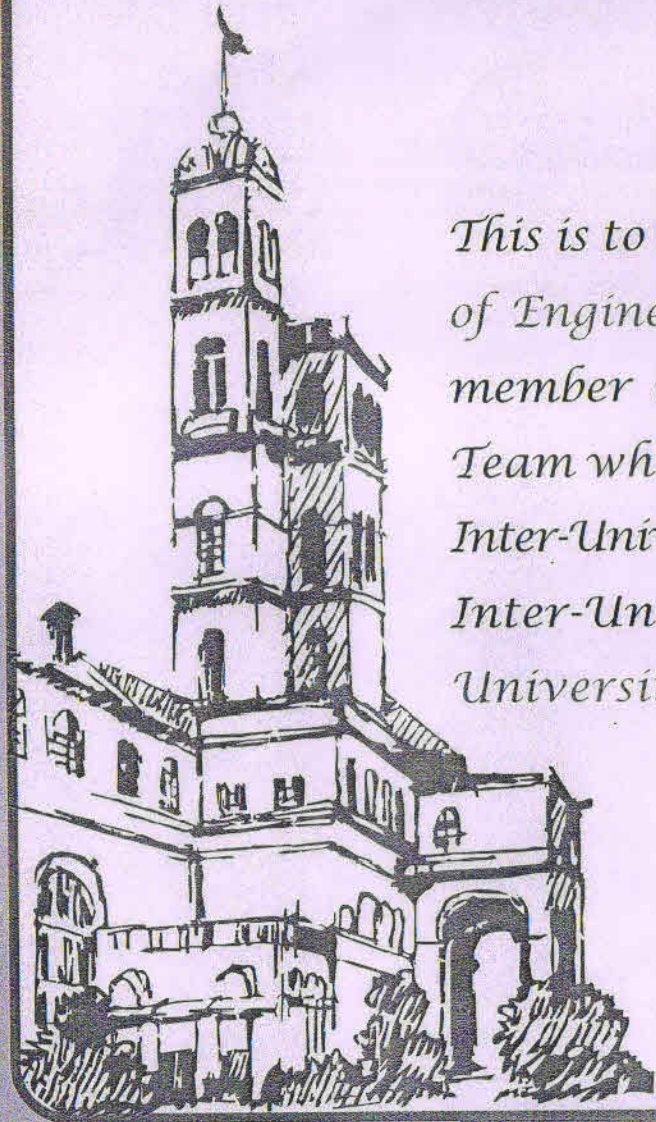 This is to
of Engine
member
Team wh
Inter-Uni
Inter-Un
Universi